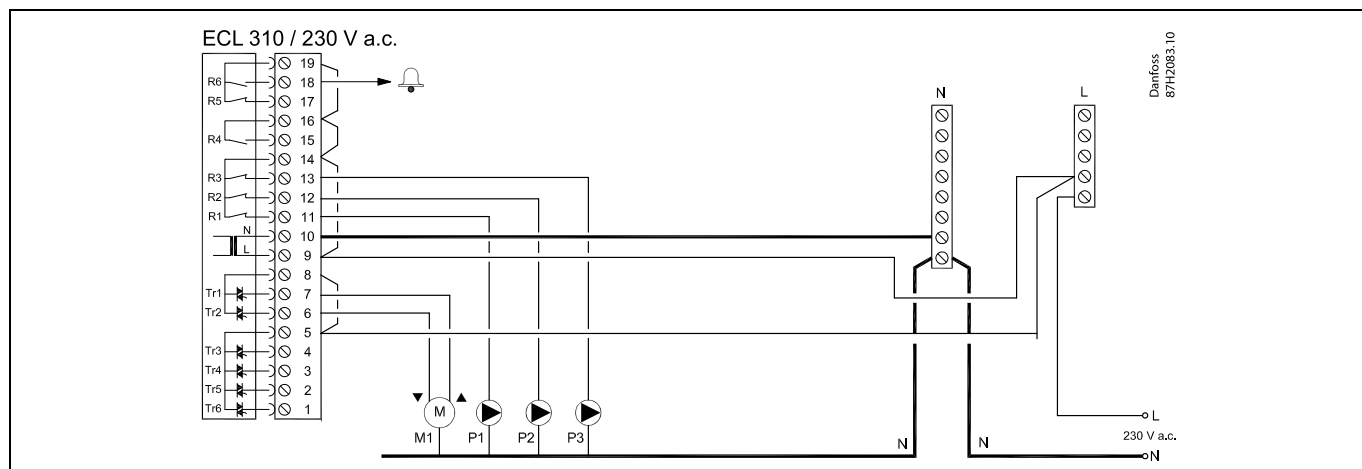 ECL 310 / 230 V a.c.
Danfoss
87H2083.10
19
R6 18
R5 17
16
R4 15
14
R3 13
R2 12
R1 11
N 10
L 9
8
Tr1 7
Tr2 6
5
Tr3 4
Tr4 3
Tr5 2
Tr6 1
N
L
M
M1
P1
P2
P3
N
N
L
230 V a.c.
N